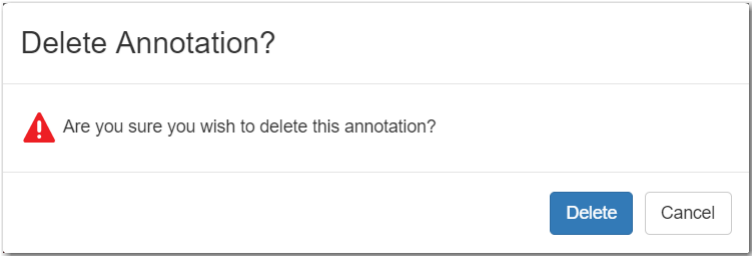 Delete Annotation?
Are you sure you wish to delete this annotation?
Delete Cancel